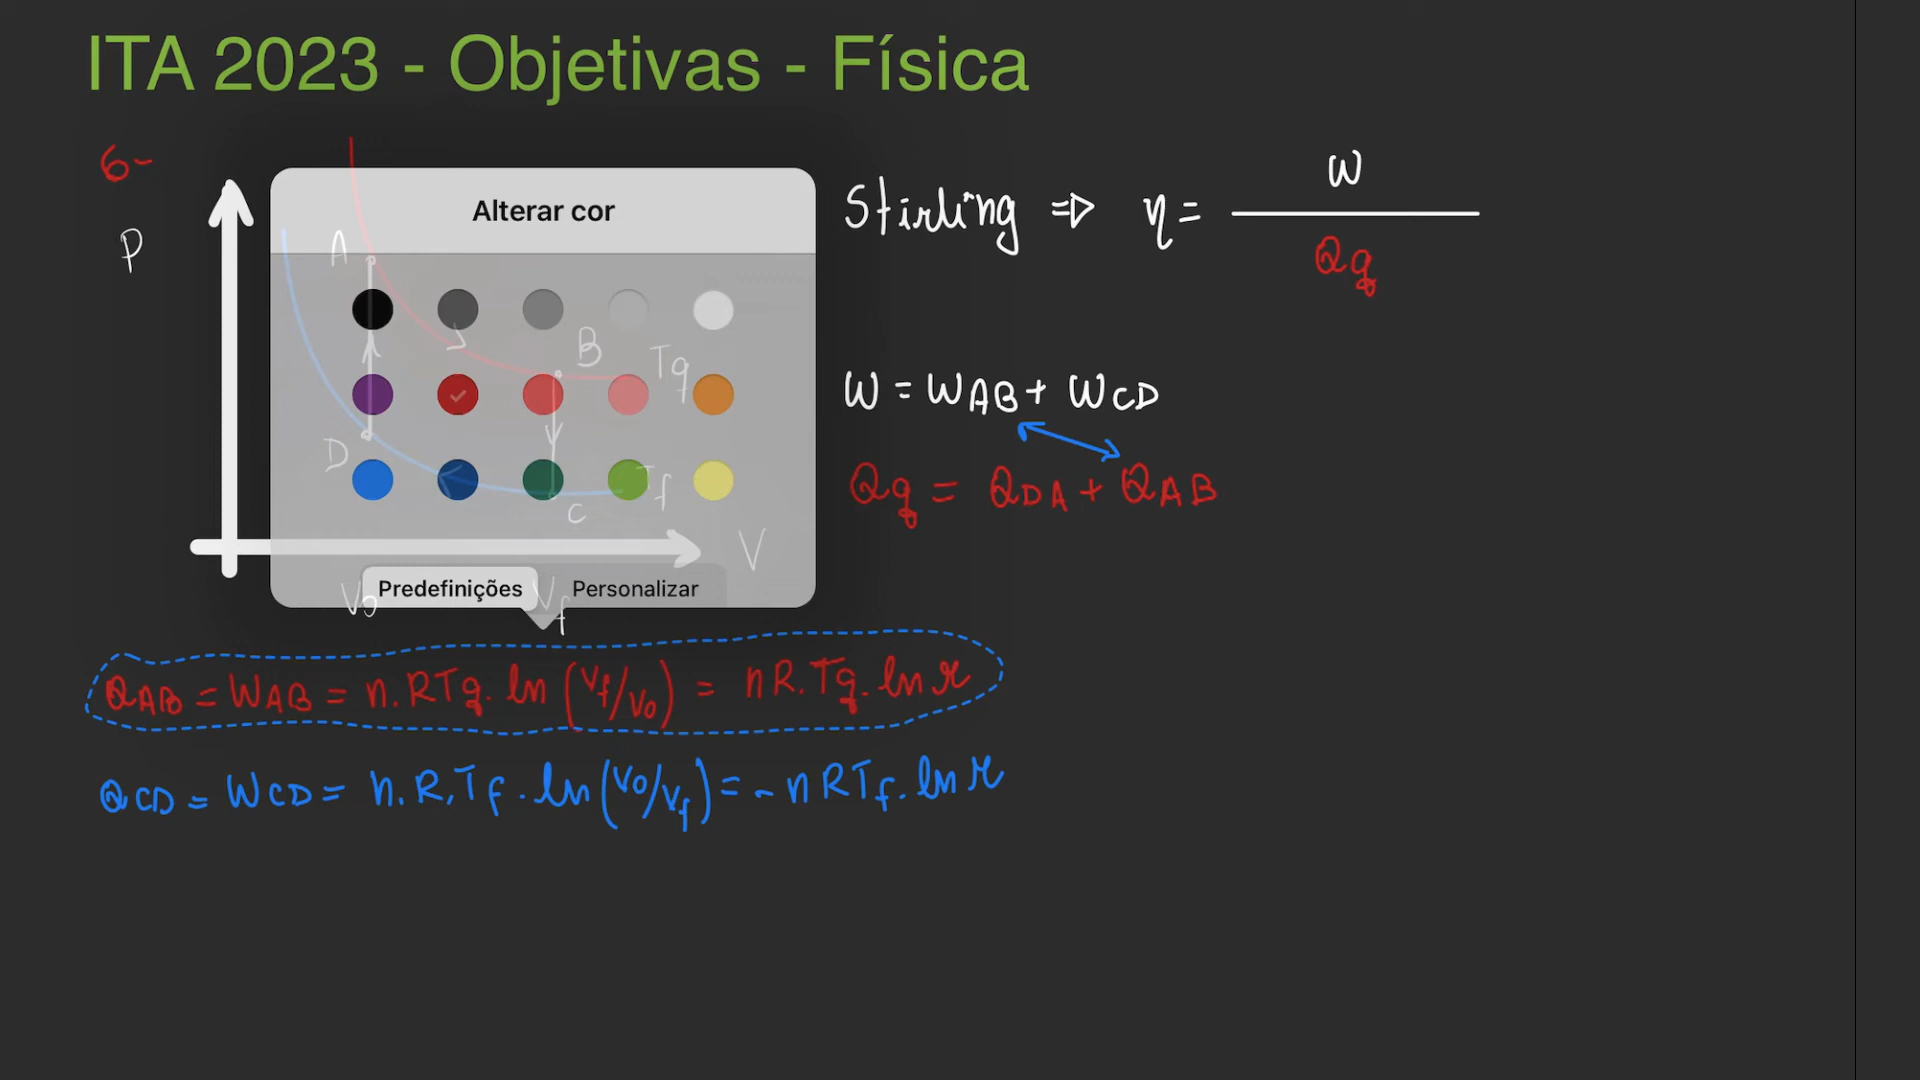 ITA 2023 - Objetivas - Física
6-
P
Alterar cor
A
B
Tq
D
Tf
C
V
V0
Vf
Predefinições
Personalizar
Stirling ⇒ η = W / Qq
W = WAB + WCD
Qq = QDA + QAB
QAB = WAB = n.RTq.ln(Vf/V0) = nR.Tq.ln r
QCD = WCD = n.R.Tf.ln(V0/Vf) = -nRTf.ln r